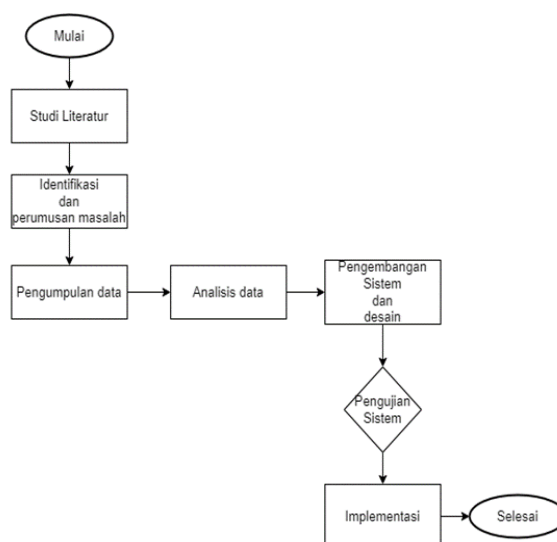 Mulai
Studi Literatur
Identifikasi
dan
perumusan masalah
Pengumpulan data
Analisis data
Pengembangan
Sistem
dan
desain
Pengujian
Sistem
Implementasi
Selesai